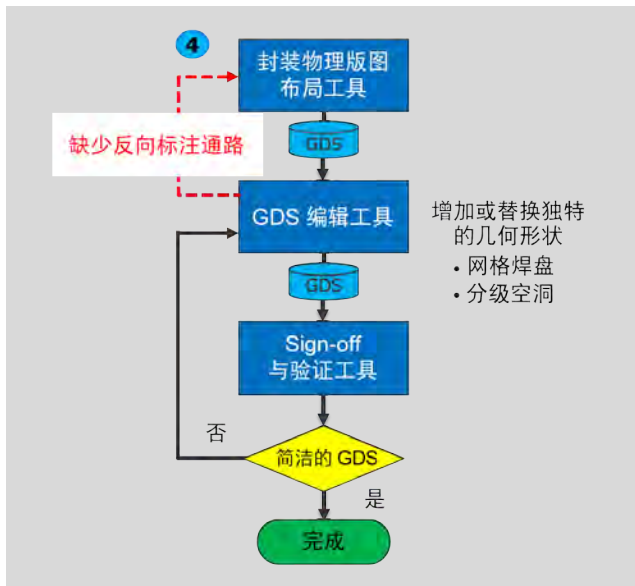 4
封装物理版图
布局工具
缺少反向标注通路
GDS
GDS 编辑工具
增加或替换独特
的几何形状
• 网格焊盘
• 分级空洞
GDS
Sign-off
与验证工具
否
简洁的 GDS
是
完成